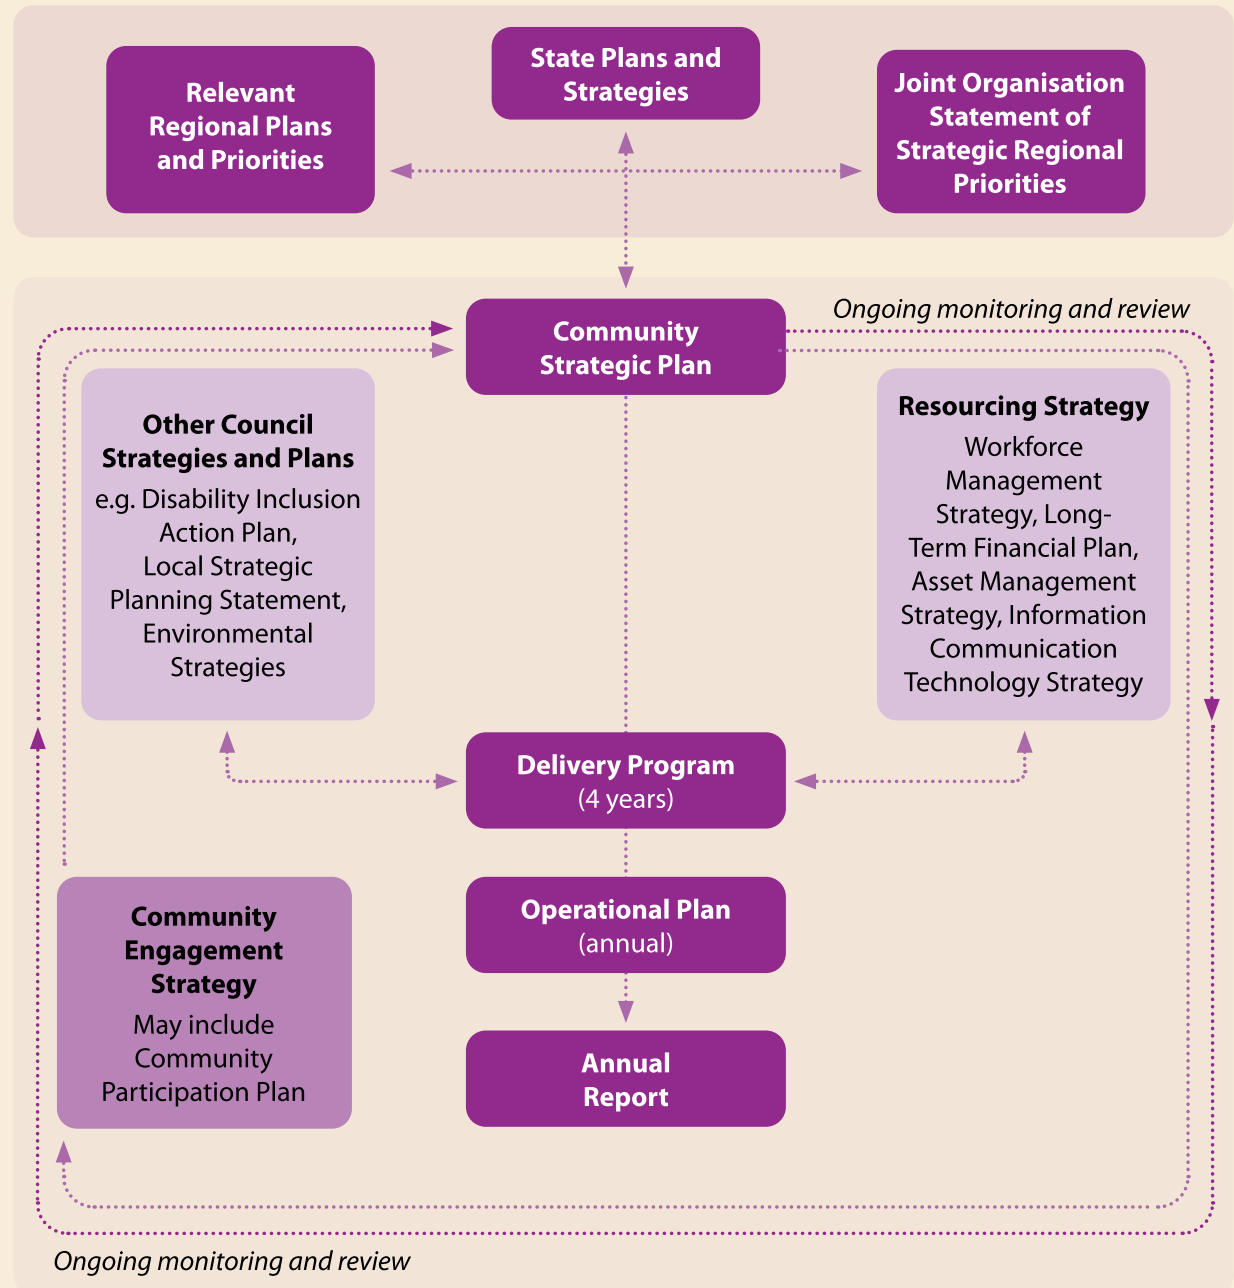 Relevant
Regional Plans
and Priorities
State Plans and
Strategies
Joint Organisation
Statement of
Strategic Regional
Priorities
Community
Strategic Plan
Ongoing monitoring and review
Other Council
Strategies and Plans
e.g. Disability Inclusion
Action Plan,
Local Strategic
Planning Statement,
Environmental
Strategies
Resourcing Strategy
Workforce
Management
Strategy, Long-
Term Financial Plan,
Asset Management
Strategy, Information
Communication
Technology Strategy
Delivery Program
(4 years)
Community
Engagement
Strategy
May include
Community
Participation Plan
Operational Plan
(annual)
Annual
Report
Ongoing monitoring and review